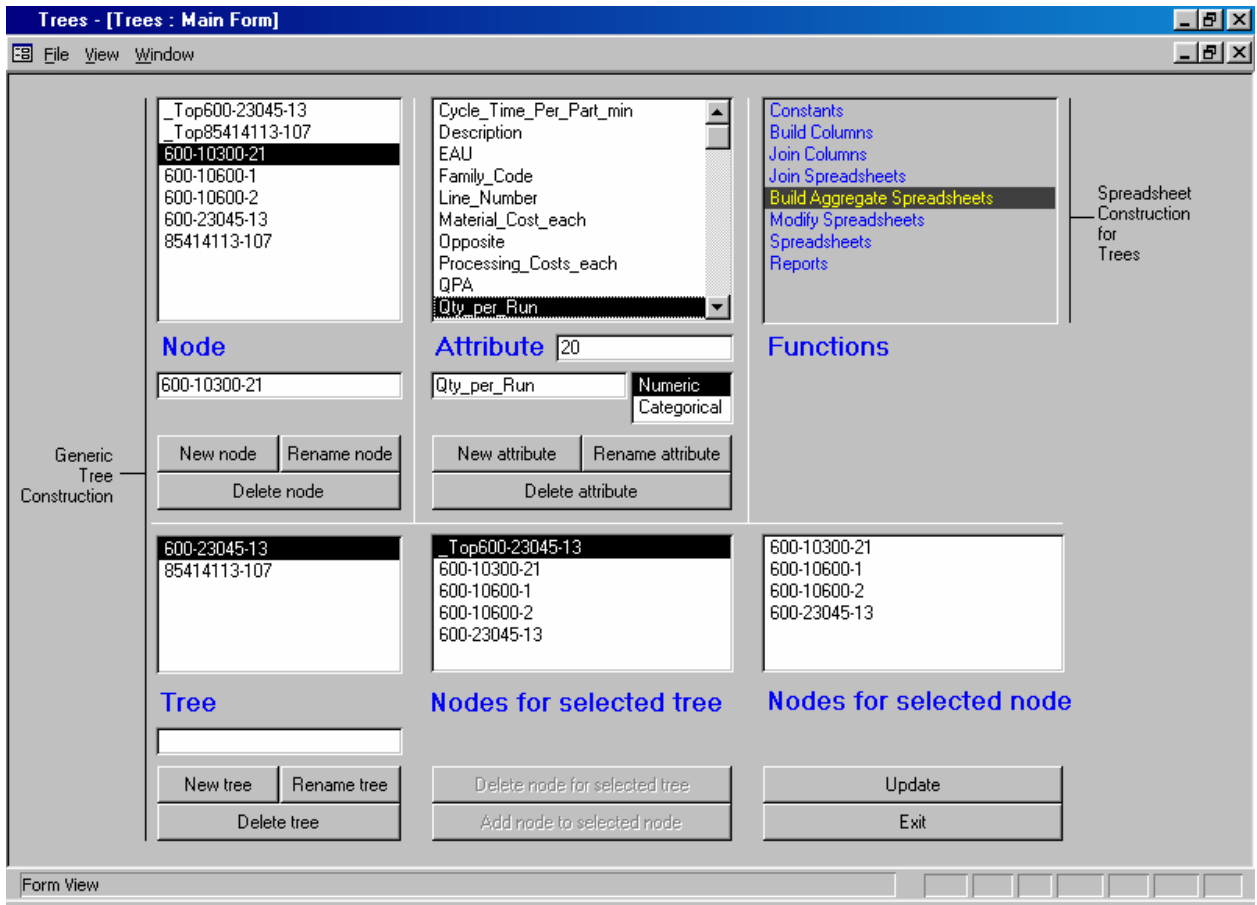 Trees - [Trees : Main Form]
File View Window
_Top600-23045-13
_Top85414113-107
600-10300-21
600-10600-1
600-10600-2
600-23045-13
85414113-107
Node
600-10300-21
New node
Rename node
Delete node
Cycle_Time_Per_Part_min
Description
EAU
Family_Code
Line_Number
Material_Cost_each
Opposite
Processing_Costs_each
QPA
Qty_per_Run
Attribute
20
Qty_per_Run
Numeric
Categorical
New attribute
Rename attribute
Delete attribute
Constants
Build Columns
Join Columns
Join Spreadsheets
Build Aggregate Spreadsheets
Modify Spreadsheets
Spreadsheets
Reports
Functions
Spreadsheet
Construction
for
Trees
Generic
Tree
Construction
600-23045-13
85414113-107
Tree
New tree
Rename tree
Delete tree
_Top600-23045-13
600-10300-21
600-10600-1
600-10600-2
600-23045-13
Nodes for selected tree
Delete node for selected tree
Add node to selected node
600-10300-21
600-10600-1
600-10600-2
600-23045-13
Nodes for selected node
Update
Exit
Form View